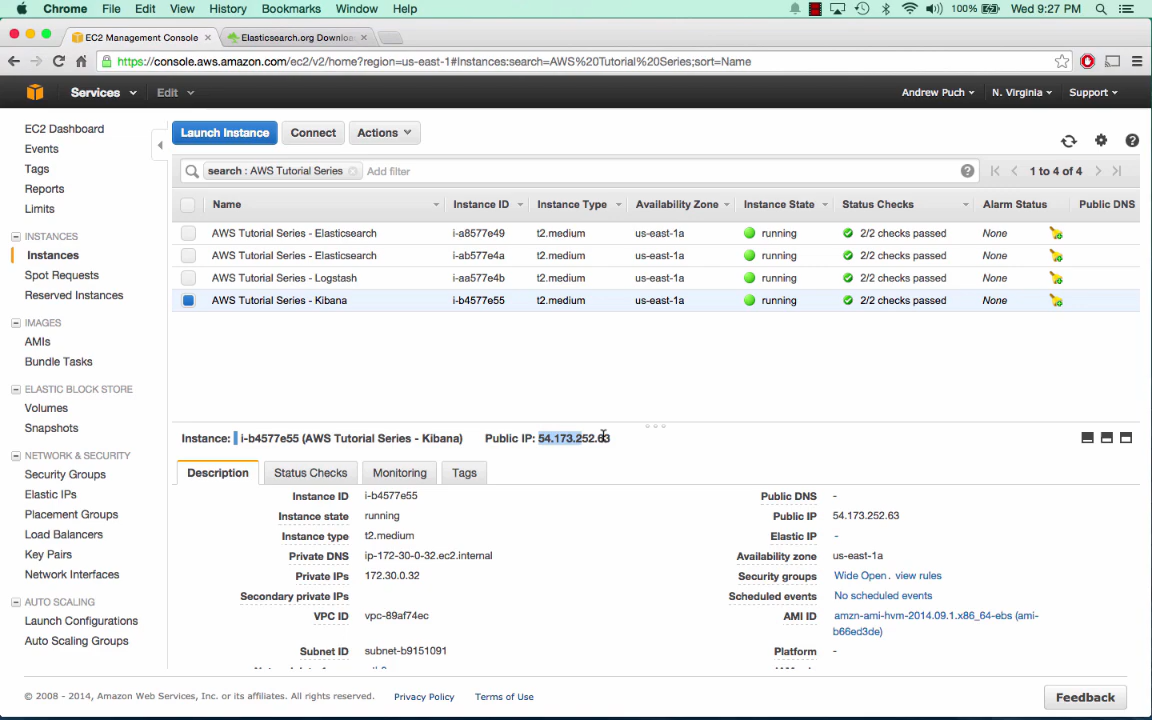 Chrome File Edit View History Bookmarks Window Help 100% Wed 9:27 PM
EC2 Management Console Elasticsearch.org Downloa
https://console.aws.amazon.com/ec2/v2/home?region=us-east-1#Instances:search=AWS%20Tutorial%20Series;sort=Name
Services Edit Andrew Puch N. Virginia Support
EC2 Dashboard
Events
Tags
Reports
Limits
INSTANCES
Instances
Spot Requests
Reserved Instances
IMAGES
AMIs
Bundle Tasks
ELASTIC BLOCK STORE
Volumes
Snapshots
NETWORK & SECURITY
Security Groups
Elastic IPs
Placement Groups
Load Balancers
Key Pairs
Network Interfaces
AUTO SCALING
Launch Configurations
Auto Scaling Groups
Launch Instance Connect Actions
search : AWS Tutorial Series Add filter 1 to 4 of 4
Name Instance ID Instance Type Availability Zone Instance State Status Checks Alarm Status Public DNS
AWS Tutorial Series - Elasticsearch i-a8577e49 t2.medium us-east-1a running 2/2 checks passed None
AWS Tutorial Series - Elasticsearch i-ab577e4a t2.medium us-east-1a running 2/2 checks passed None
AWS Tutorial Series - Logstash i-aa577e4b t2.medium us-east-1a running 2/2 checks passed None
AWS Tutorial Series - Kibana i-b4577e55 t2.medium us-east-1a running 2/2 checks passed None
Instance: i-b4577e55 (AWS Tutorial Series - Kibana) Public IP: 54.173.252.63
Description Status Checks Monitoring Tags
Instance ID i-b4577e55 Public DNS -
Instance state running Public IP 54.173.252.63
Instance type t2.medium Elastic IP -
Private DNS ip-172-30-0-32.ec2.internal Availability zone us-east-1a
Private IPs 172.30.0.32 Security groups Wide Open. view rules
Secondary private IPs Scheduled events No scheduled events
VPC ID vpc-89af74ec AMI ID amzn-ami-hvm-2014.09.1.x86_64-ebs (ami-
b66ed3de)
Subnet ID subnet-b9151091 Platform -
© 2008 - 2014, Amazon Web Services, Inc. or its affiliates. All rights reserved. Privacy Policy Terms of Use Feedback